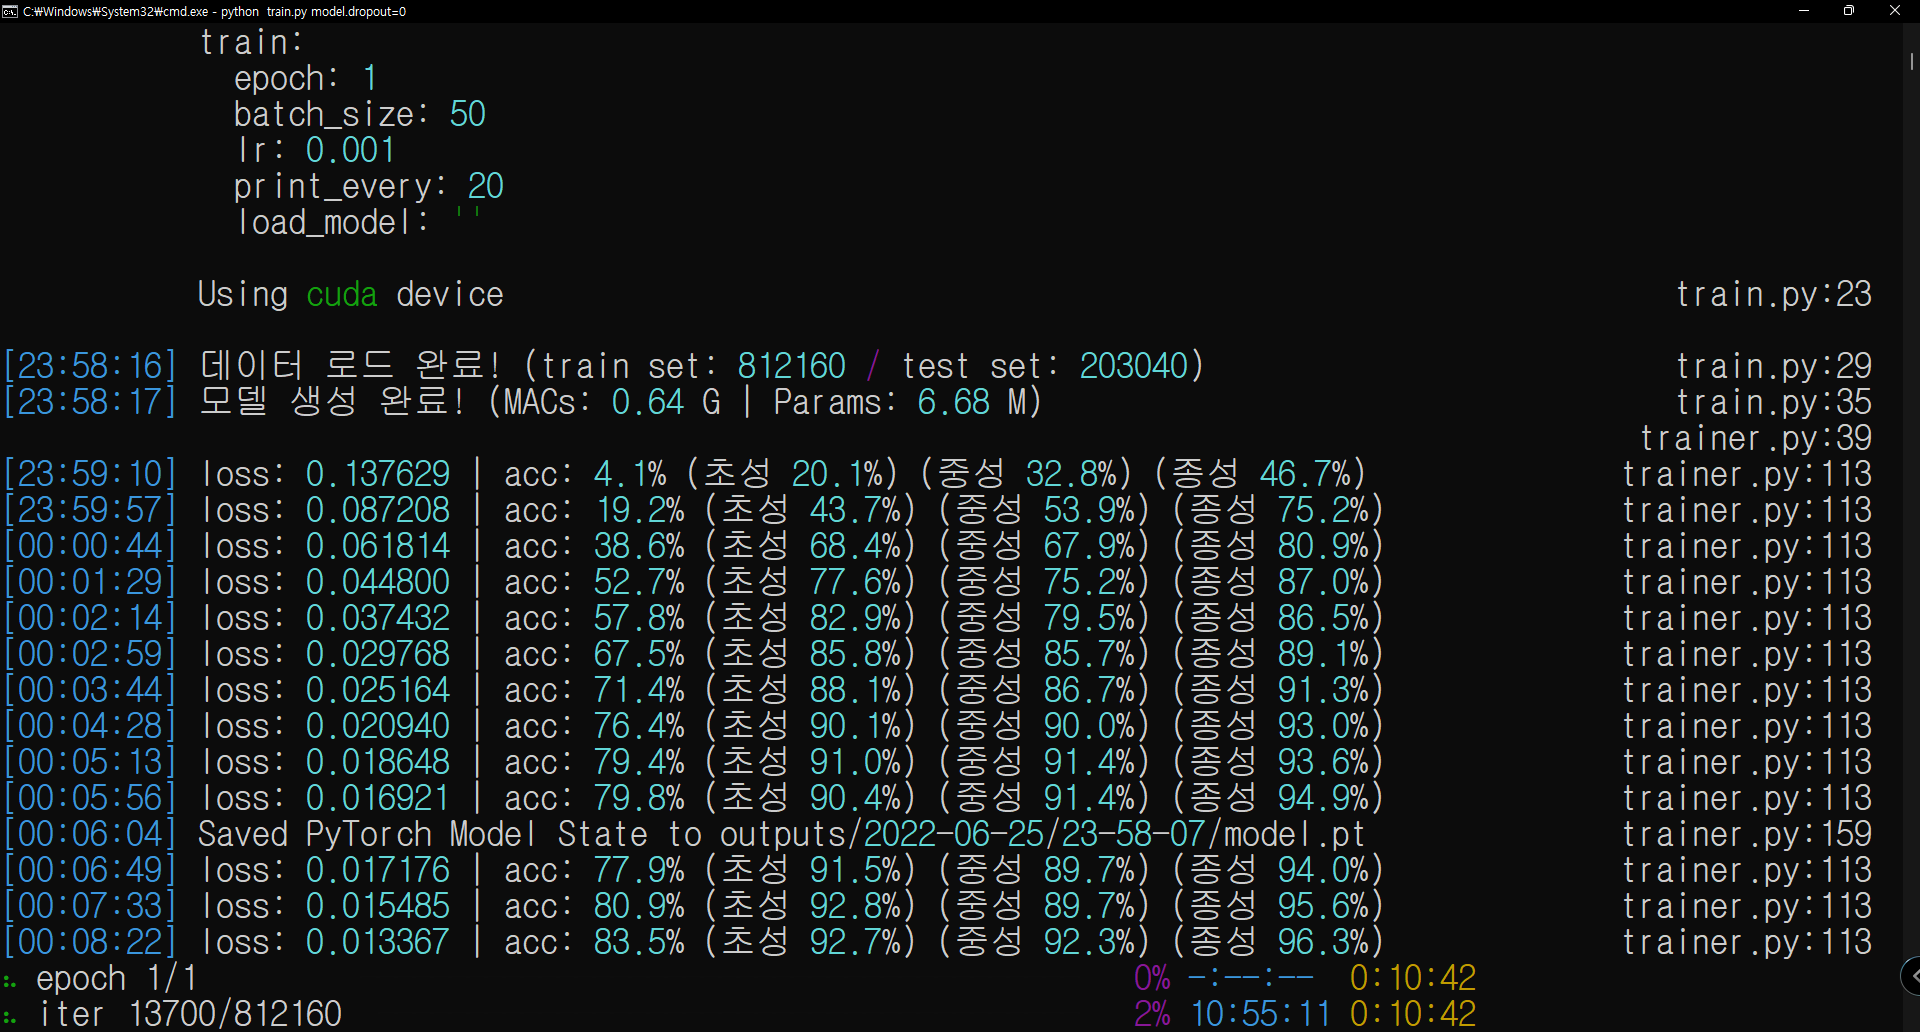 C:₩Windows₩System32₩cmd.exe - python  train.py model.dropout=0
train:
epoch: 1
batch_size: 50
lr: 0.001
print_every: 20
load_model: ''
Using cuda device train.py:23
[23:58:16] 데이터 로드 완료! (train set: 812160 / test set: 203040) train.py:29
[23:58:17] 모델 생성 완료! (MACs: 0.64 G | Params: 6.68 M) train.py:35
trainer.py:39
[23:59:10] loss: 0.137629 | acc: 4.1% (초성 20.1%) (중성 32.8%) (종성 46.7%) trainer.py:113
[23:59:57] loss: 0.087208 | acc: 19.2% (초성 43.7%) (중성 53.9%) (종성 75.2%) trainer.py:113
[00:00:44] loss: 0.061814 | acc: 38.6% (초성 68.4%) (중성 67.9%) (종성 80.9%) trainer.py:113
[00:01:29] loss: 0.044800 | acc: 52.7% (초성 77.6%) (중성 75.2%) (종성 87.0%) trainer.py:113
[00:02:14] loss: 0.037432 | acc: 57.8% (초성 82.9%) (중성 79.5%) (종성 86.5%) trainer.py:113
[00:02:59] loss: 0.029768 | acc: 67.5% (초성 85.8%) (중성 85.7%) (종성 89.1%) trainer.py:113
[00:03:44] loss: 0.025164 | acc: 71.4% (초성 88.1%) (중성 86.7%) (종성 91.3%) trainer.py:113
[00:04:28] loss: 0.020940 | acc: 76.4% (초성 90.1%) (중성 90.0%) (종성 93.0%) trainer.py:113
[00:05:13] loss: 0.018648 | acc: 79.4% (초성 91.0%) (중성 91.4%) (종성 93.6%) trainer.py:113
[00:05:56] loss: 0.016921 | acc: 79.8% (초성 90.4%) (중성 91.4%) (종성 94.9%) trainer.py:113
[00:06:04] Saved PyTorch Model State to outputs/2022-06-25/23-58-07/model.pt trainer.py:159
[00:06:49] loss: 0.017176 | acc: 77.9% (초성 91.5%) (중성 89.7%) (종성 94.0%) trainer.py:113
[00:07:33] loss: 0.015485 | acc: 80.9% (초성 92.8%) (중성 89.7%) (종성 95.6%) trainer.py:113
[00:08:22] loss: 0.013367 | acc: 83.5% (초성 92.7%) (중성 92.3%) (종성 96.3%) trainer.py:113
epoch 1/1 0% -:--:-- 0:10:42
iter 13700/812160 2% 10:55:11 0:10:42